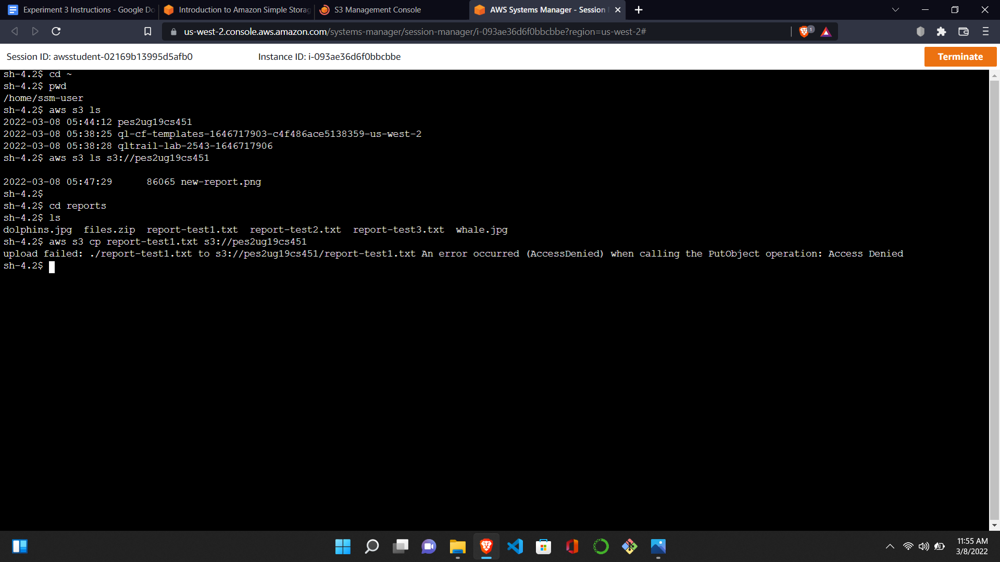 Experiment 3 Instructions - Google Do
Introduction to Amazon Simple Storag
S3 Management Console
AWS Systems Manager - Session
us-west-2.console.aws.amazon.com/systems-manager/session-manager/i-093ae36d6f0bbcbbe?region=us-west-2#
1
Session ID: awsstudent-02169b13995d5afb0
Instance ID: i-093ae36d6f0bbcbbe
Terminate
sh-4.2$ cd ~
sh-4.2$ pwd
/home/ssm-user
sh-4.2$ aws s3 ls
2022-03-08 05:44:12 pes2ug19cs451
2022-03-08 05:38:25 ql-cf-templates-1646717903-c4f486ace5138359-us-west-2
2022-03-08 05:38:28 qltrail-lab-2543-1646717906
sh-4.2$ aws s3 ls s3://pes2ug19cs451
2022-03-08 05:47:29      86065 new-report.png
sh-4.2$
sh-4.2$ cd reports
sh-4.2$ ls
dolphins.jpg  files.zip  report-test1.txt  report-test2.txt  report-test3.txt  whale.jpg
sh-4.2$ aws s3 cp report-test1.txt s3://pes2ug19cs451
upload failed: ./report-test1.txt to s3://pes2ug19cs451/report-test1.txt An error occurred (AccessDenied) when calling the PutObject operation: Access Denied
sh-4.2$
11:55 AM
3/8/2022